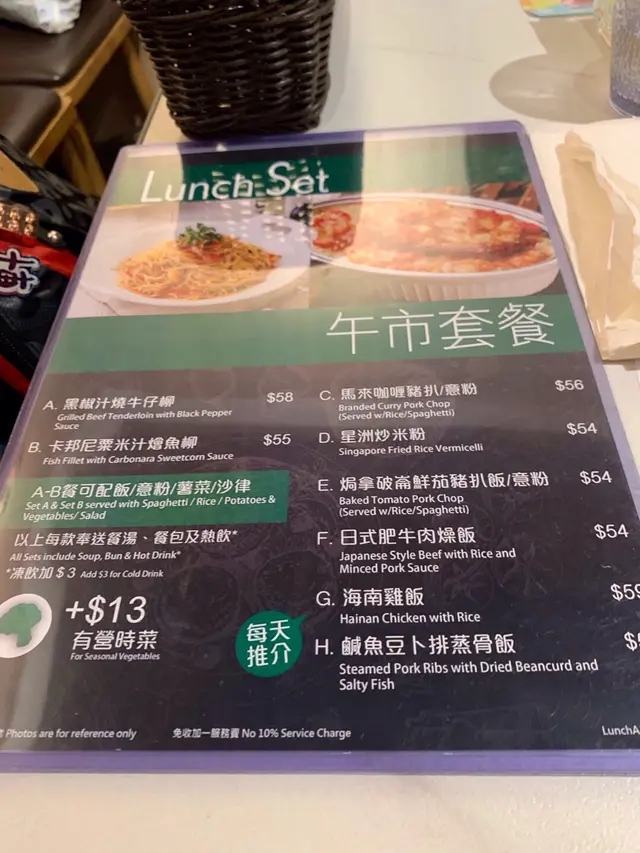 Lunch Set
午市套餐
A. 黑椒汁燒牛仔柳 $58
Grilled Beef Tenderloin with Black Pepper
Sauce
B. 卡邦尼粟米汁燴魚柳 $55
Fish Fillet with Carbonara Sweetcorn Sauce
A-B餐可配飯/意粉/薯菜/沙律
Set A & Set B served with Spaghetti / Rice / Potatoes &
Vegetables/ Salad
以上每款奉送餐湯、餐包及熱飲*
All Sets include Soup, Bun & Hot Drink*
*凍飲加 $3 Add $3 for Cold Drink
+$13
有營時菜
For Seasonal Vegetables
每天
推介
C. 馬來咖喱豬扒/意粉 $56
Branded Curry Pork Chop
(Served w/Rice/Spaghetti)
D. 星洲炒米粉 $54
Singapore Fried Rice Vermicelli
E. 焗拿破崙鮮茄豬扒飯/意粉 $54
Baked Tomato Pork Chop
(Served w/Rice/Spaghetti)
F. 日式肥牛肉燥飯 $54
Japanese Style Beef with Rice and
Minced Pork Sauce
G. 海南雞飯 $59
Hainan Chicken with Rice
H. 鹹魚豆卜排蒸骨飯
Steamed Pork Ribs with Dried Beancurd and
Salty Fish
Photos are for reference only
免收加一服務費 No 10% Service Charge
LunchA